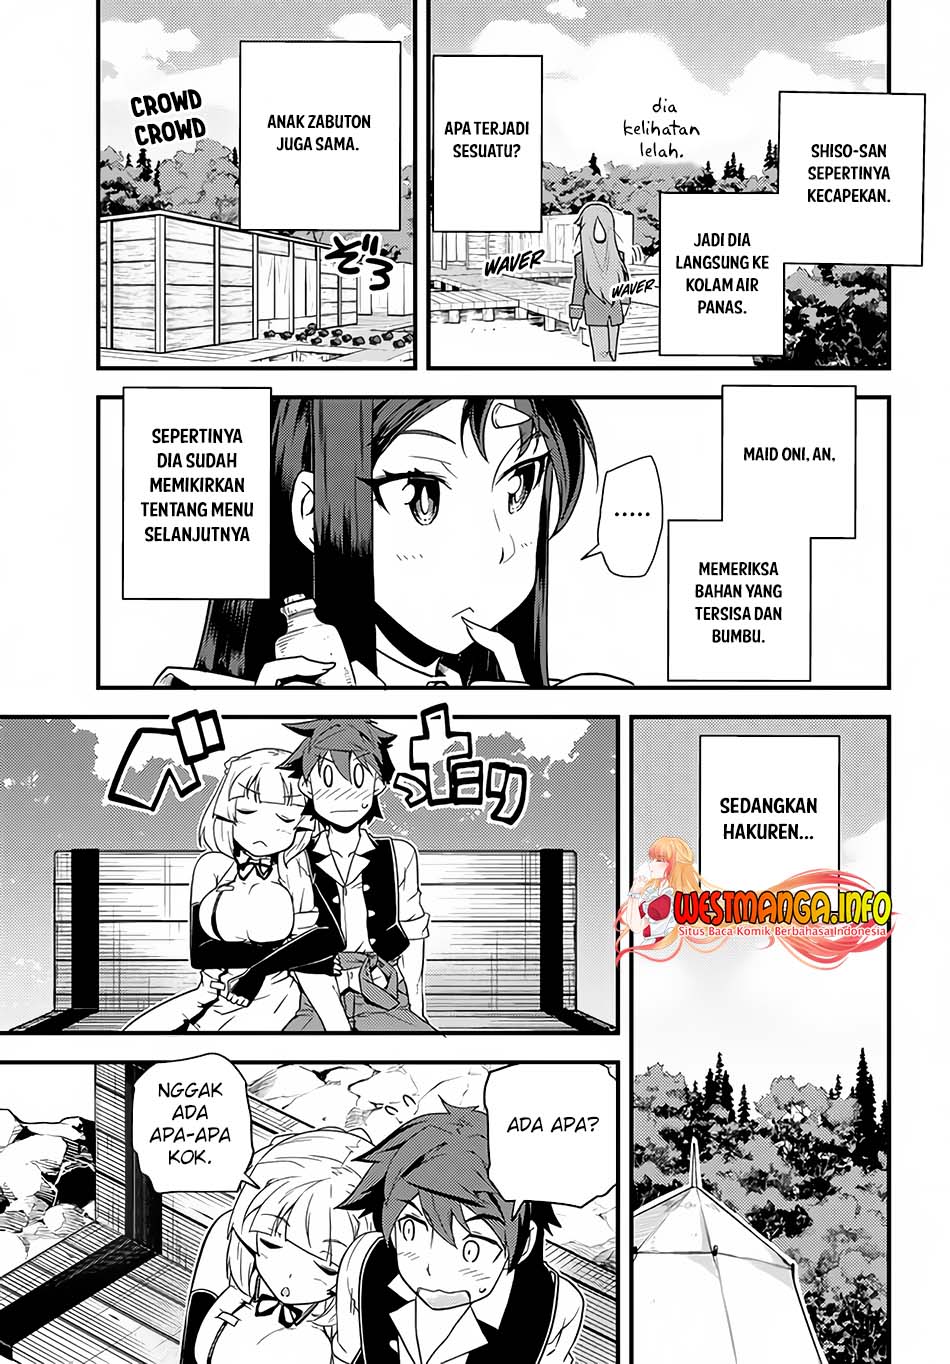 SHISO-SAN
SEPERTINYA
KECAPEKAN.
JADI DIA
LANGSUNG KE
KOLAM AIR
PANAS.
dia
kelihatan
lelah.
WAVER
WAVER
APA TERJADI
SESUATU?
ANAK ZABUTON
JUGA SAMA.
CROWD
CROWD
ぞろ
MAID ONI, AN,
MEMERIKSA
BAHAN YANG
TERSISA DAN
BUMBU.
.....
SEPERTINYA
DIA SUDAH
MEMIKIRKAN
TENTANG MENU
SELANJUTNYA
SEDANGKAN
HAKUREN...
WESTMANGA.INFO
Situs Baca Komik Berbahasa Indonesia
べったり
ADA APA?
NGGAK
ADA
APA-APA
KOK.